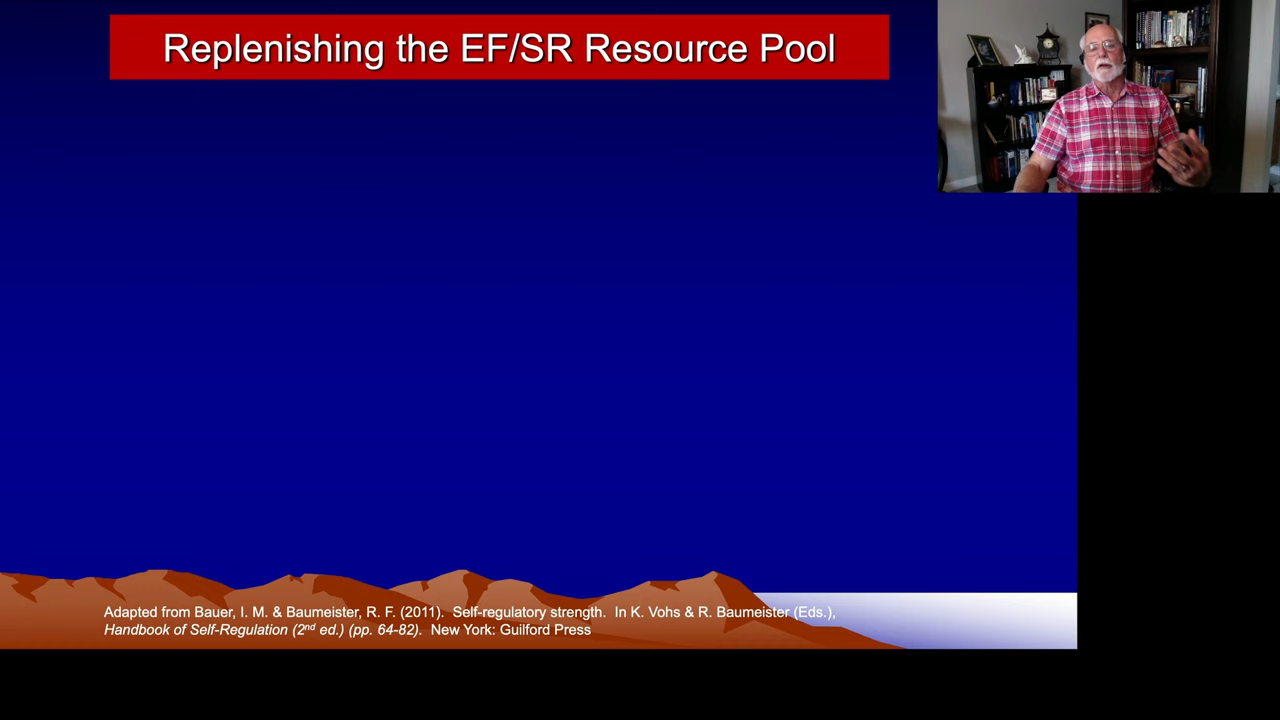 Replenishing the EF/SR Resource Pool
Adapted from Bauer, I. M. & Baumeister, R. F. (2011).  Self-regulatory strength.  In K. Vohs & R. Baumeister (Eds.),
Handbook of Self-Regulation (2nd ed.) (pp. 64-82).  New York: Guilford Press